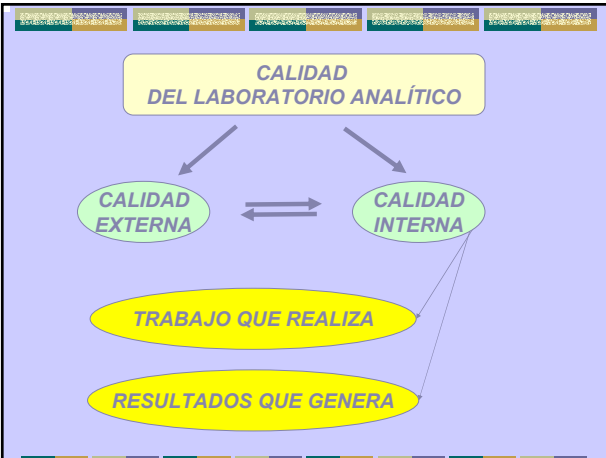 CALIDAD
DEL LABORATORIO ANALÍTICO
CALIDAD
EXTERNA
CALIDAD
INTERNA
TRABAJO QUE REALIZA
RESULTADOS QUE GENERA